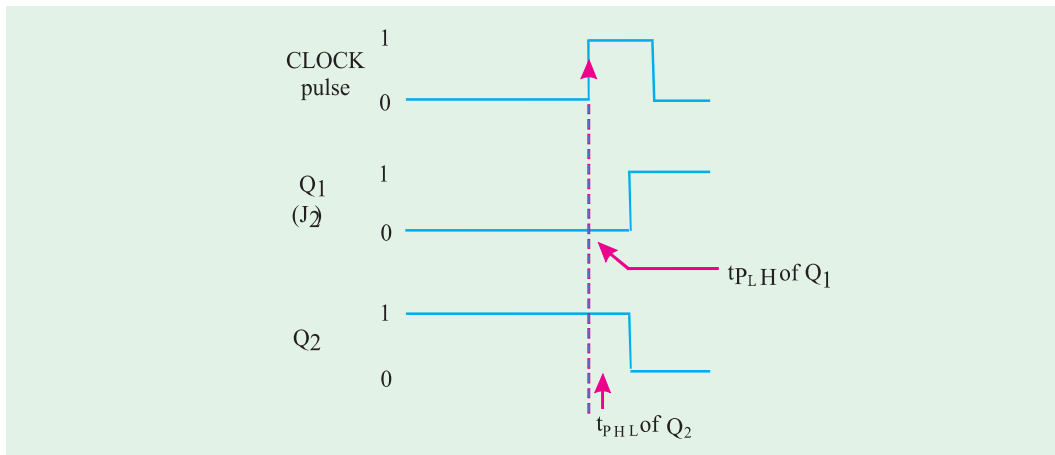 1
CLOCK
pulse
0
1
Q1
(J2)
0
tPLH of Q1
1
Q2
0
tPHL of Q2